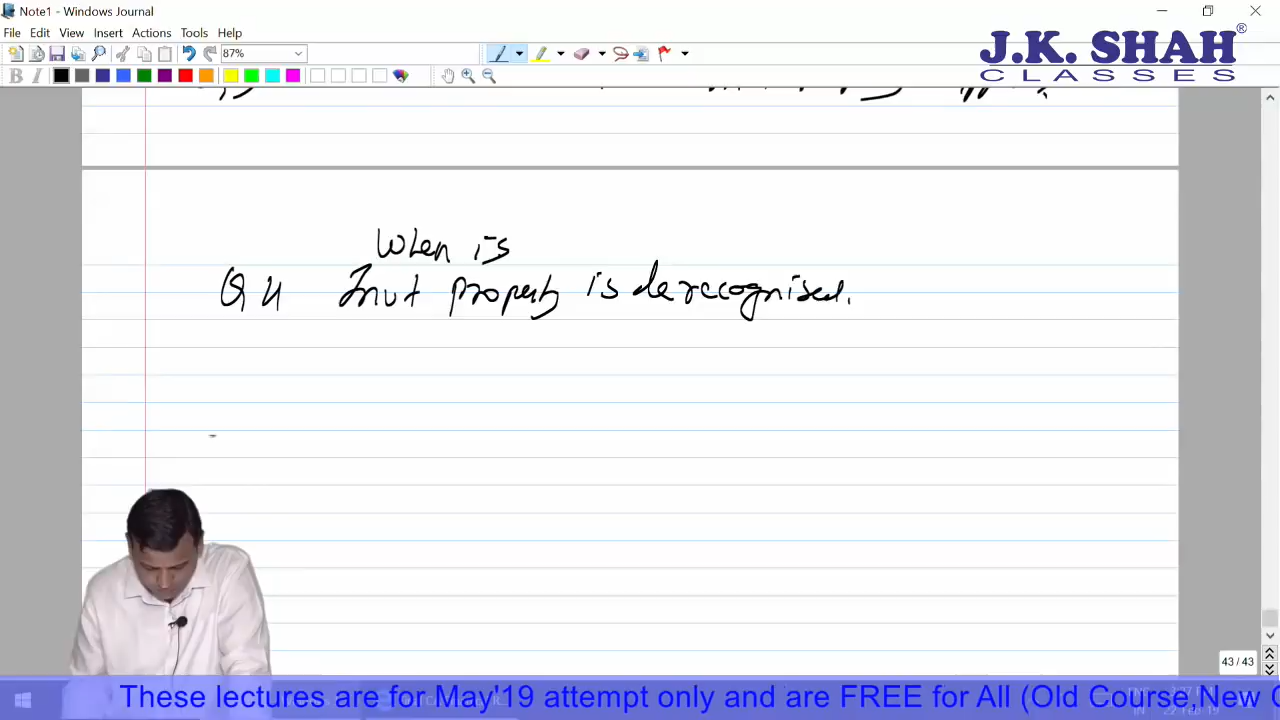 Note1 - Windows Journal
File Edit View Insert Actions Tools Help
87%
J.K. SHAH®
CLASSES
When is
Q 4 Invt property is derecognised.
43 / 43
These lectures are for May'19 attempt only and are FREE for All (Old Course, New C